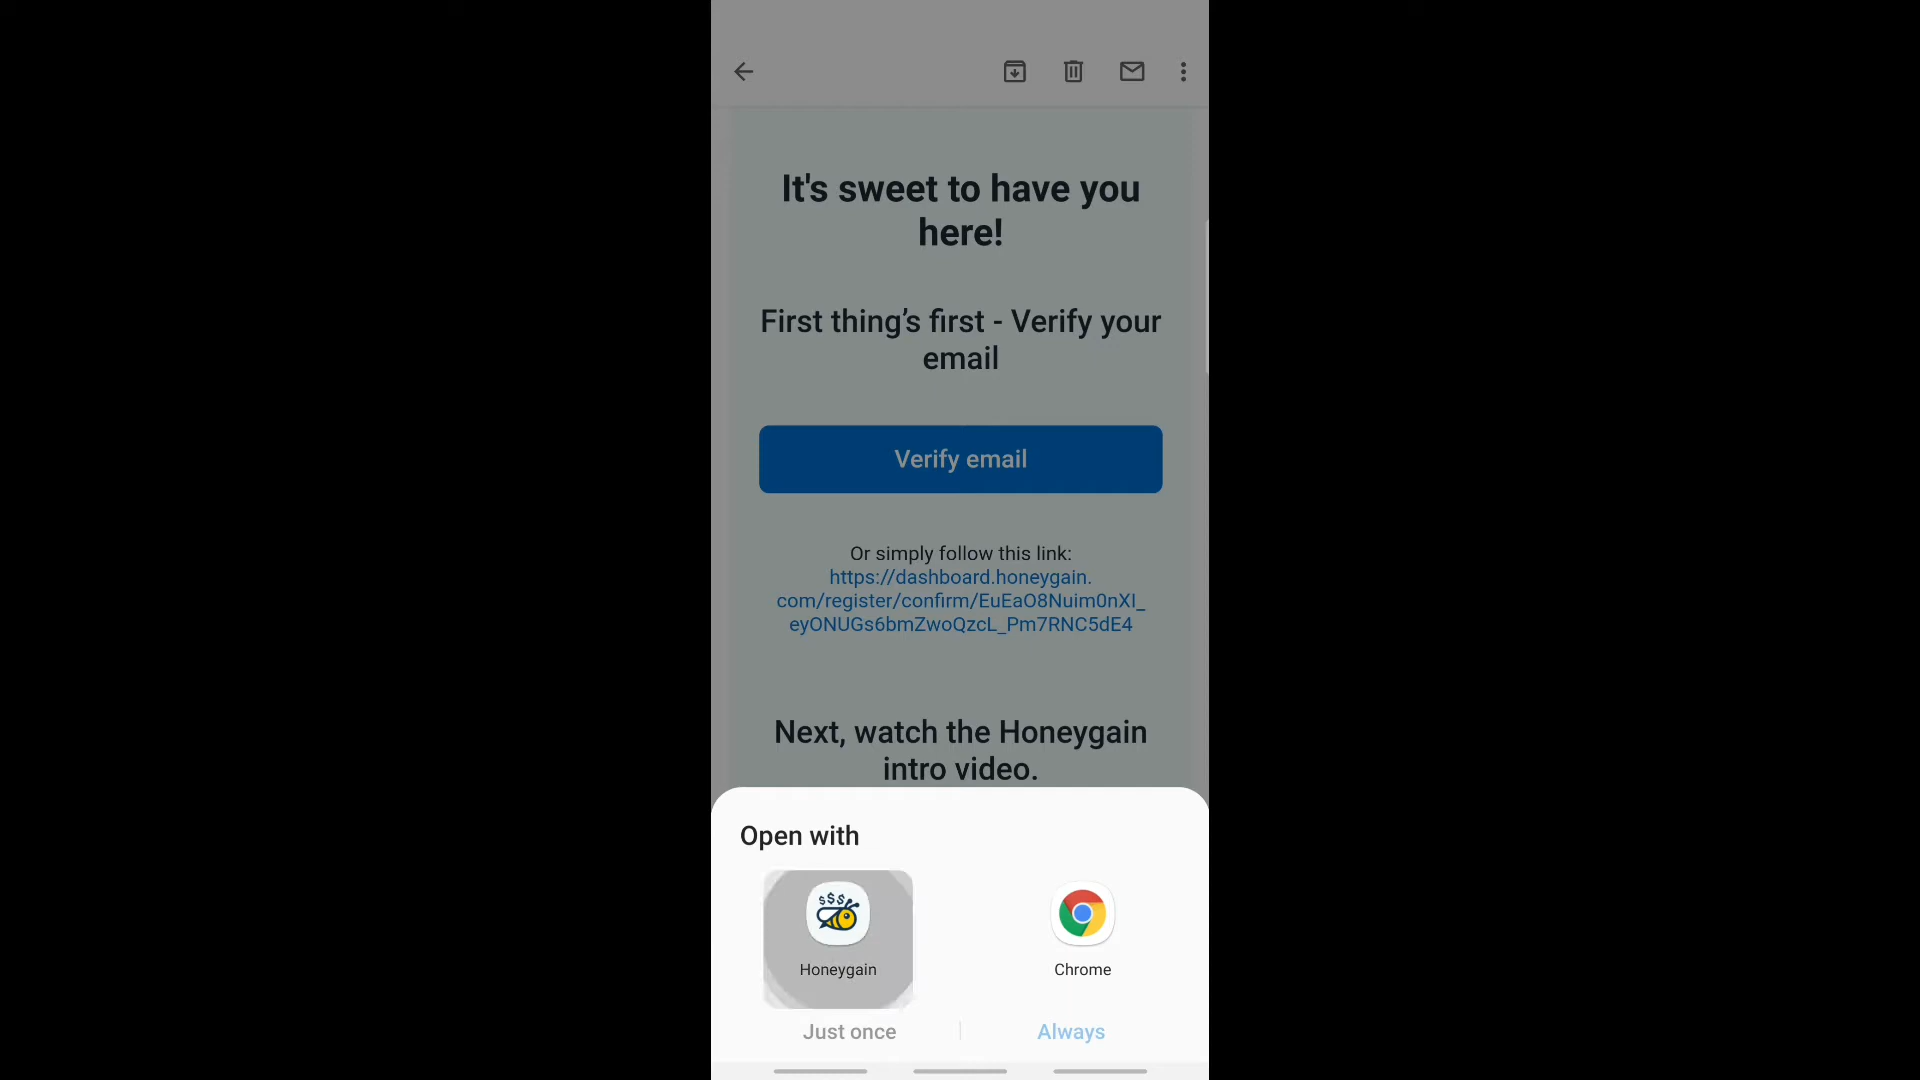 It's sweet to have you
here!
First thing’s first - Verify your
email
Verify email
Or simply follow this link:
https://dashboard.honeygain.
com/register/confirm/EuEaO8Nuim0nXI_
eyONUGs6bmZwoQzcL_Pm7RNC5dE4
Next, watch the Honeygain
intro video.
Open with
$$$
Honeygain
Chrome
Just once
Always